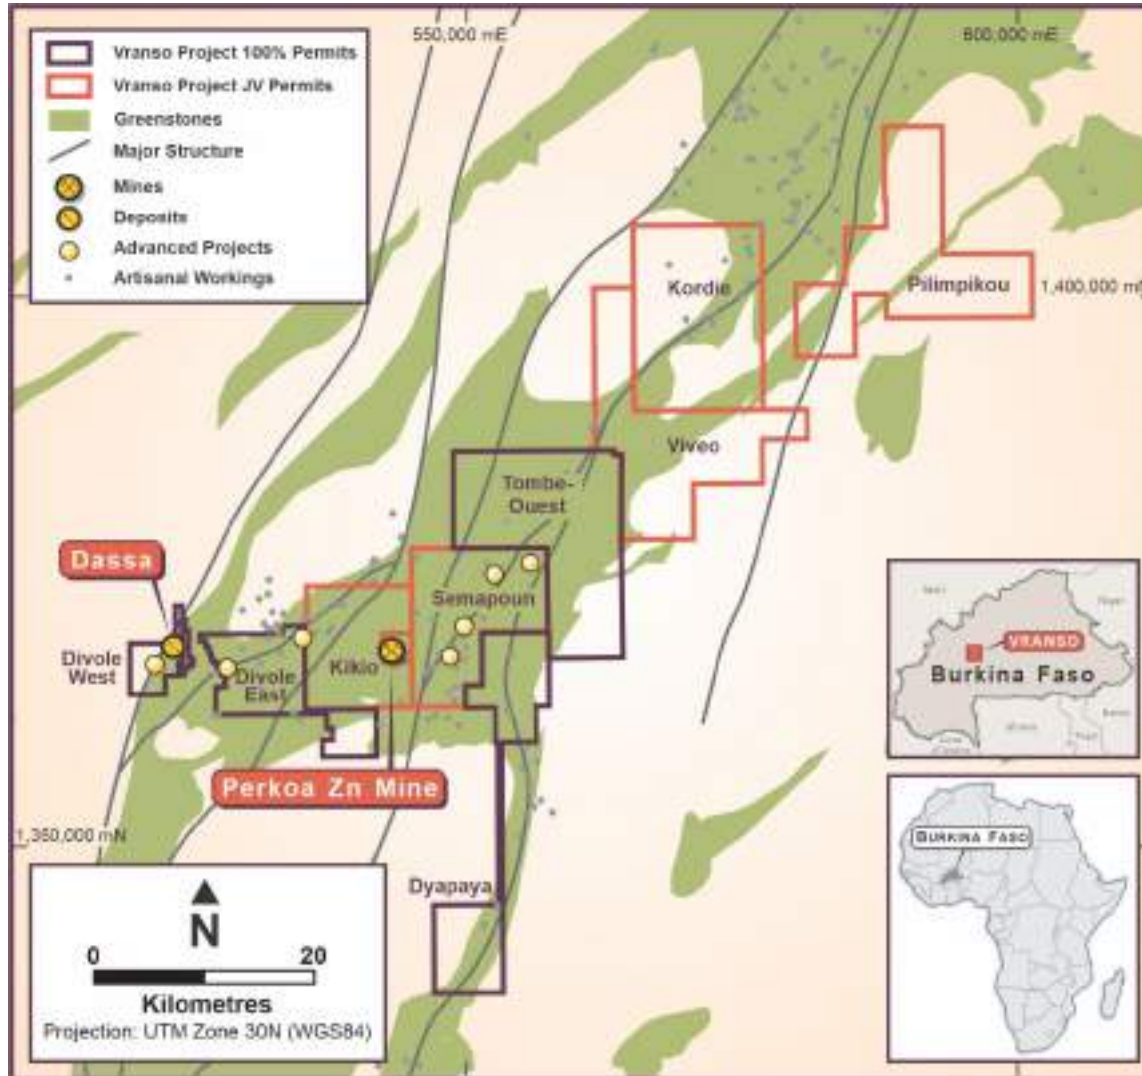 550,000 mE
600,000 mE
Vranso Project 100% Permits
Vranso Project JV Permits
Greenstones
Major Structure
Mines
Deposits
Advanced Projects
Artisanal Workings
Kordie
Pilimpikou
1,400,000 mN
Viveo
Tombe-
Ouest
Dassa
Semapoun
Divole
West
Divole
East
Kikio
Perkoa Zn Mine
VRANSO
Burkina Faso
1,350,000 mN
Dyapaya
BURKINA FASO
N
0 20
Kilometres
Projection: UTM Zone 30N (WGS84)